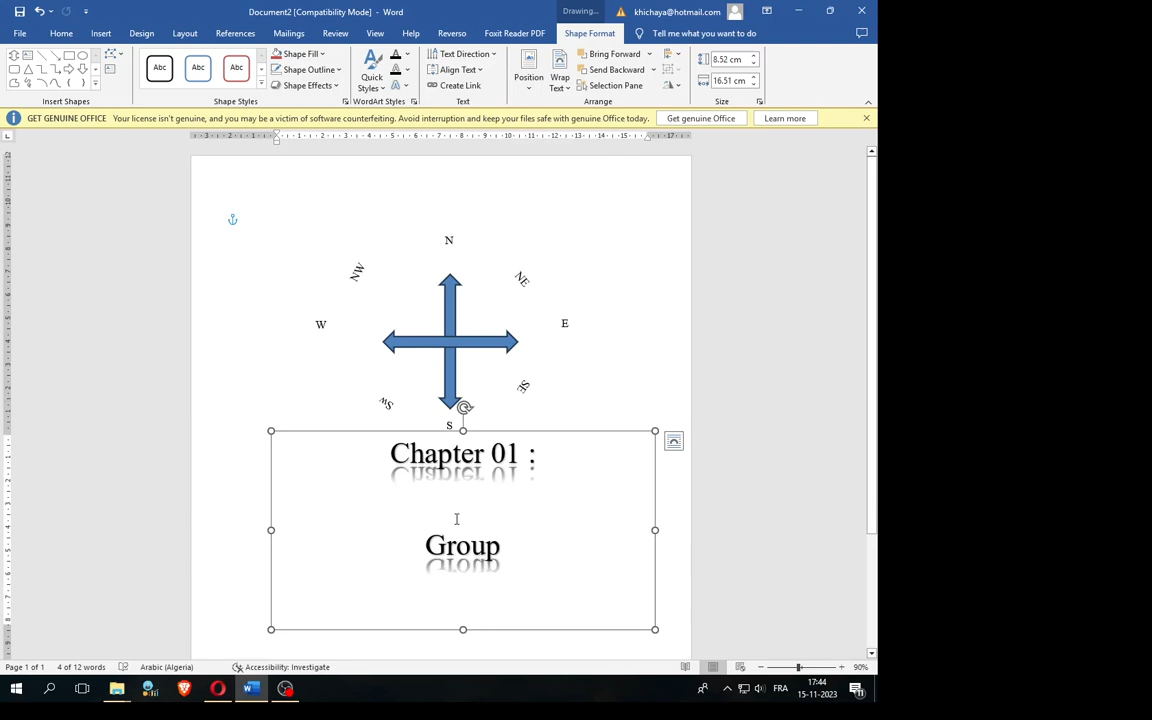 Document2 [Compatibility Mode] - Word
Drawing...
khichaya@hotmail.com
File Home Insert Design Layout References Mailings Review View Help Reverso Foxit Reader PDF Shape Format Tell me what you want to do
Abc Abc Abc
Shape Fill
Shape Outline
Shape Effects
Quick Styles
Text Direction
Align Text
Create Link
Position
Wrap Text
Bring Forward
Send Backward
Selection Pane
8.52 cm
16.51 cm
Insert Shapes Shape Styles WordArt Styles Text Arrange Size
GET GENUINE OFFICE Your license isn't genuine, and you may be a victim of software counterfeiting. Avoid interruption and keep your files safe with genuine Office today. Get genuine Office Learn more
N
NW NE
W E
SW SE
S
Chapter 01 :
Group
Page 1 of 1 4 of 12 words Arabic (Algeria) Accessibility: Investigate 90%
FRA
17:44
15-11-2023